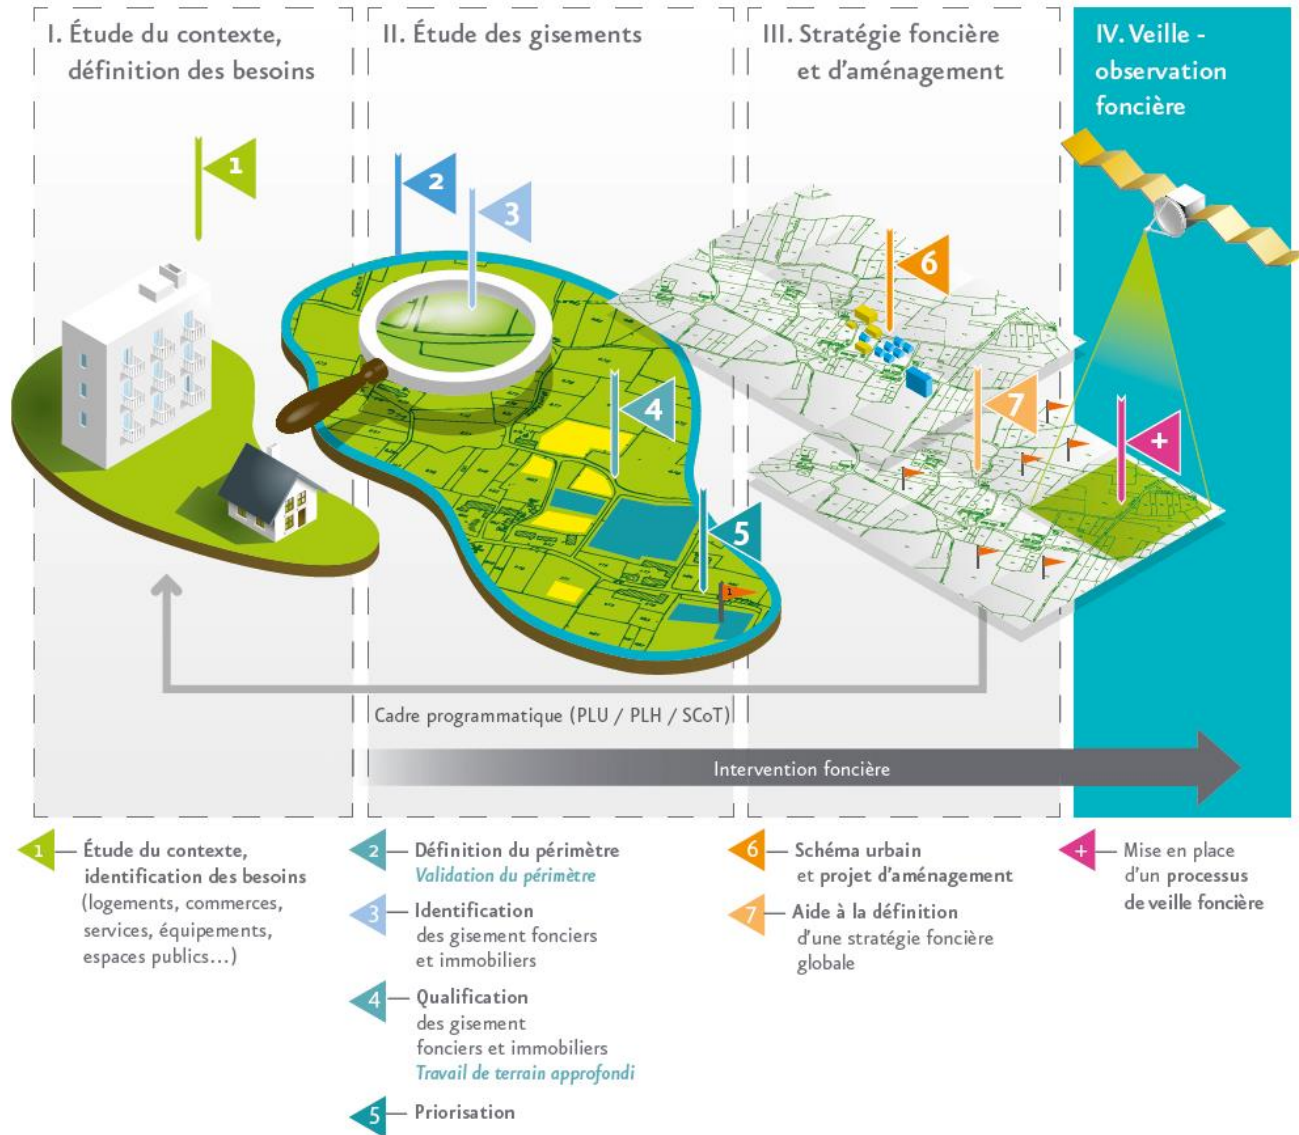 I. Étude du contexte,
définition des besoins
II. Étude des gisements
III. Stratégie foncière
et d'aménagement
IV. Veille -
observation
foncière
1
2
3
4
5
1
6
7
+
Cadre programmatique (PLU / PLH / SCoT)
Intervention foncière
1 Étude du contexte,
identification des besoins
(logements, commerces,
services, équipements,
espaces publics...)
2 Définition du périmètre
Validation du périmètre
3 Identification
des gisement fonciers
et immobiliers
4 Qualification
des gisement
fonciers et immobiliers
Travail de terrain approfondi
5 Priorisation
6 Schéma urbain
et projet d'aménagement
7 Aide à la définition
d'une stratégie foncière
globale
+ Mise en place
d'un processus
de veille foncière